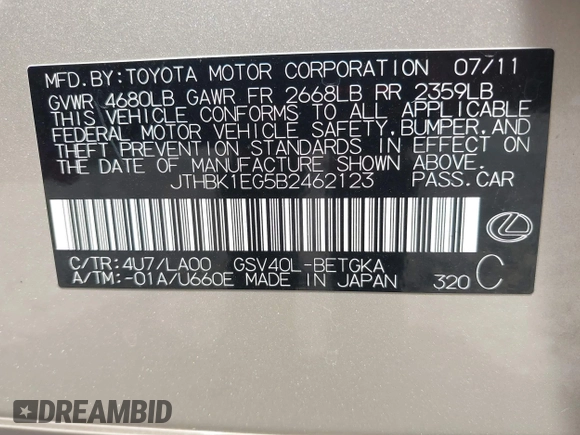 MFD. BY: TOYOTA MOTOR CORPORATION 07/11
GVWR 4680LB GAWR FR 2668LB RR 2359LB
THIS VEHICLE CONFORMS TO ALL APPLICABLE
FEDERAL MOTOR VEHICLE SAFETY, BUMPER, AND
THEFT PREVENTION STANDARDS IN EFFECT ON
THE DATE OF MANUFACTURE SHOWN ABOVE.
JTHBK1EG5B2462123 PASS. CAR
C/TR: 4U7/LA00 GSV40L-BETGKA
A/TM: -01A/U660E MADE IN JAPAN 320 C
DREAMBID